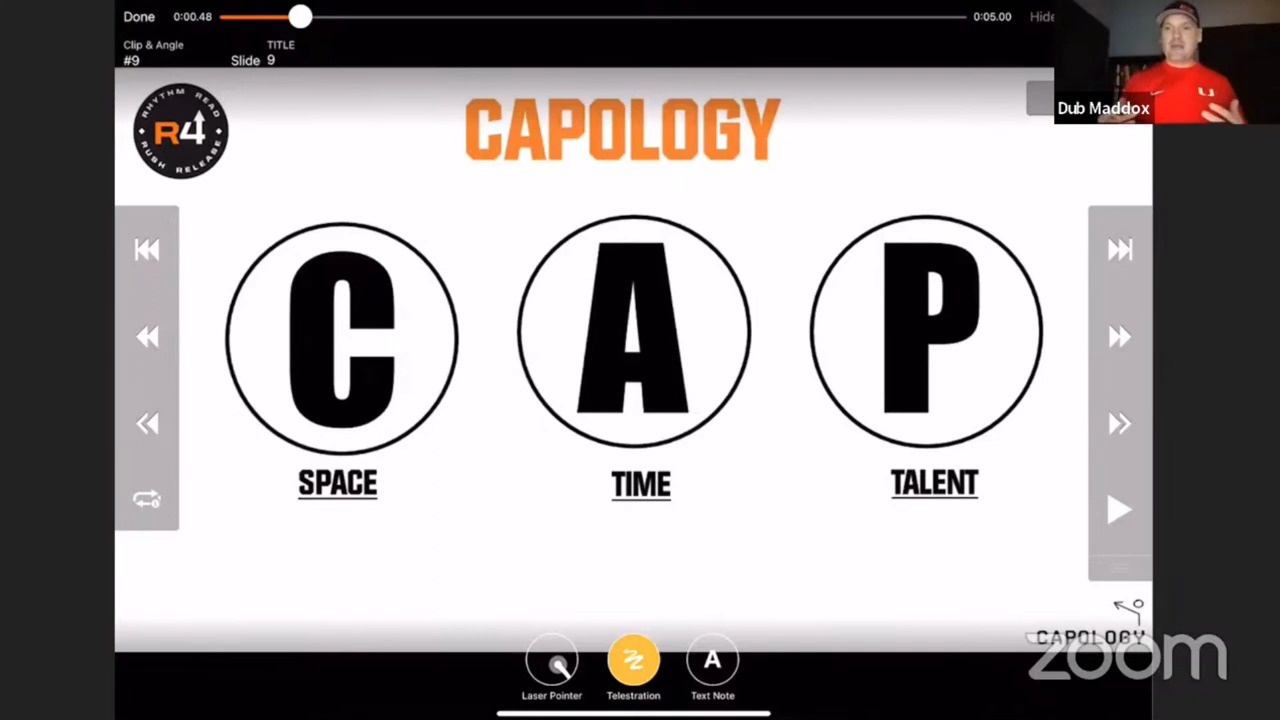 Done 0:00.48 0:05.00 Hide
Clip & Angle TITLE
#9 Slide 9
Dub Maddox
RHYTHM READ
R4
RUSH RELEASE
CAPOLOGY
C A P
SPACE TIME TALENT
CAPOLOGY
zoom
Laser Pointer Telestration A Text Note